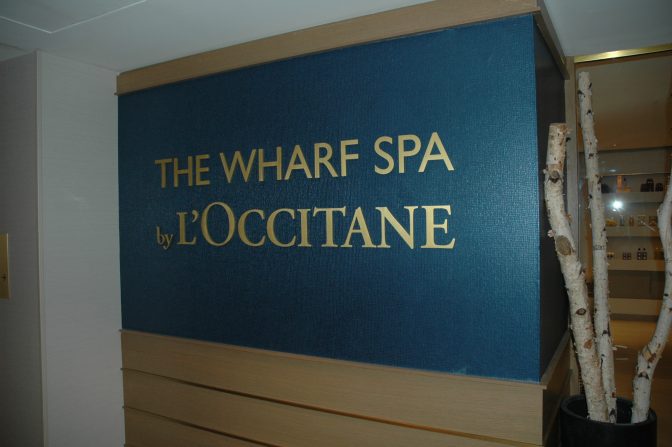 THE WHARF SPA
by L'OCCITANE